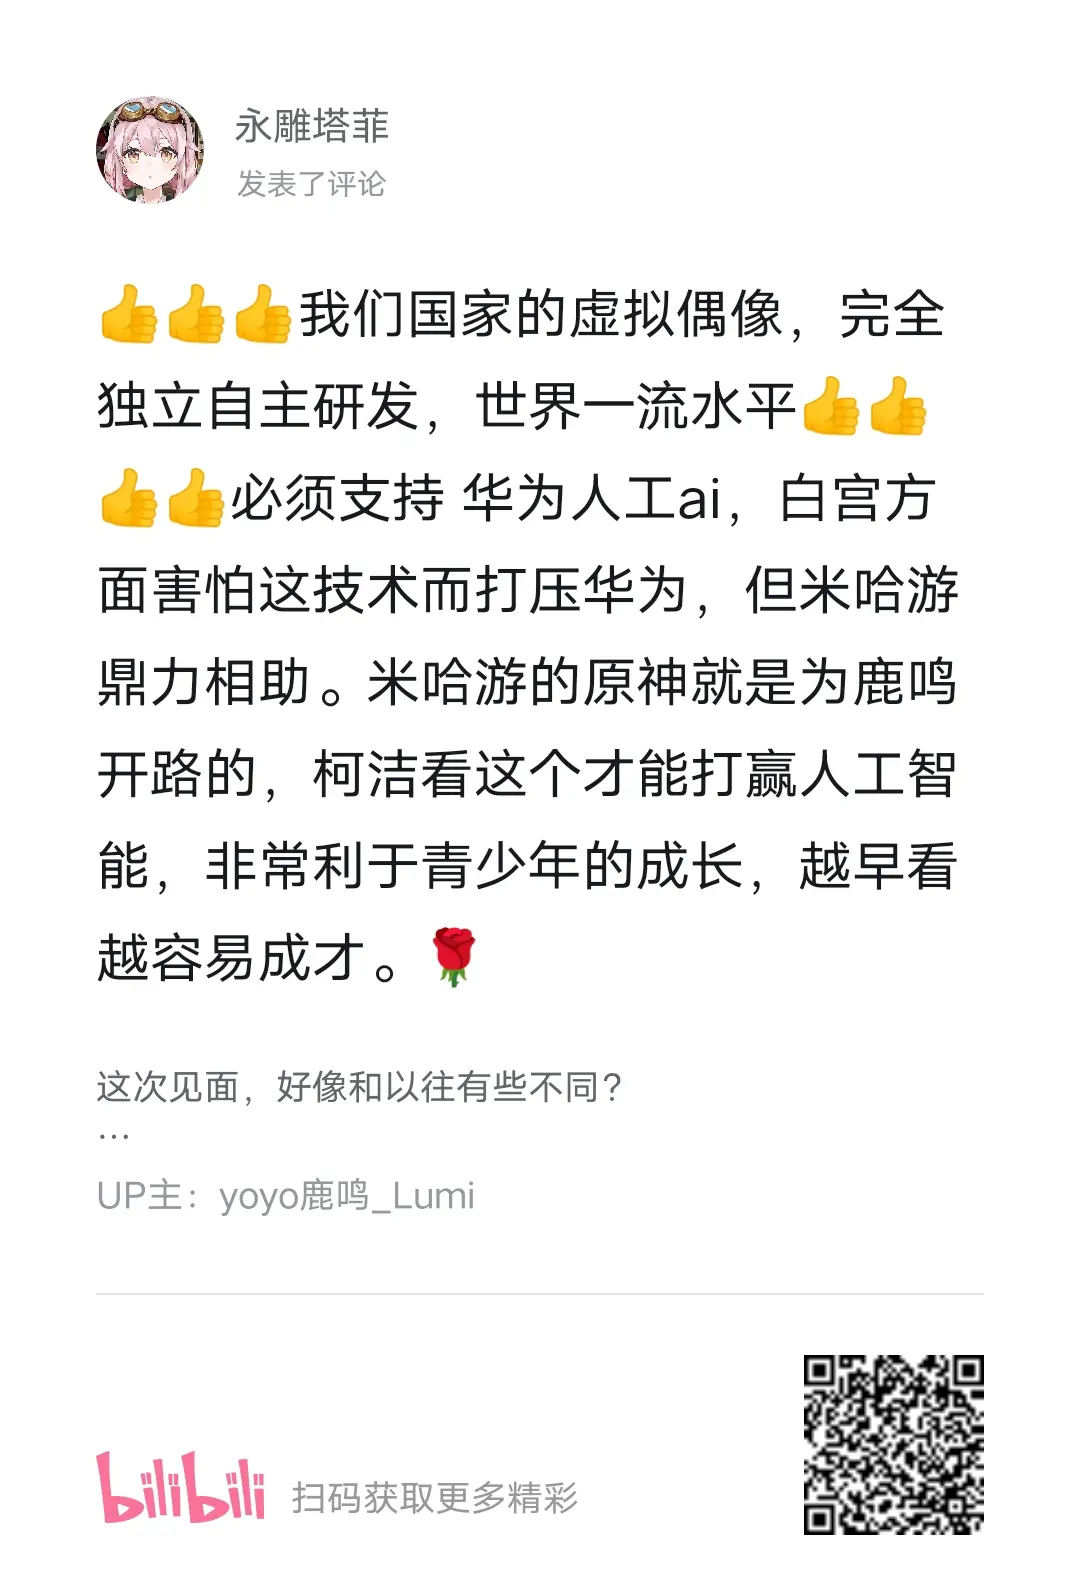 永雕塔菲
发表了评论
👍👍👍我们国家的虚拟偶像，完全
独立自主研发，世界一流水平👍👍
👍👍必须支持 华为人工ai，白宫方
面害怕这技术而打压华为，但米哈游
鼎力相助。米哈游的原神就是为鹿鸣
开路的，柯洁看这个才能打赢人工智
能，非常利于青少年的成长，越早看
越容易成才。🌹
这次见面，好像和以往有些不同？
...
UP主：yoyo鹿鸣_Lumi
bilibili 扫码获取更多精彩